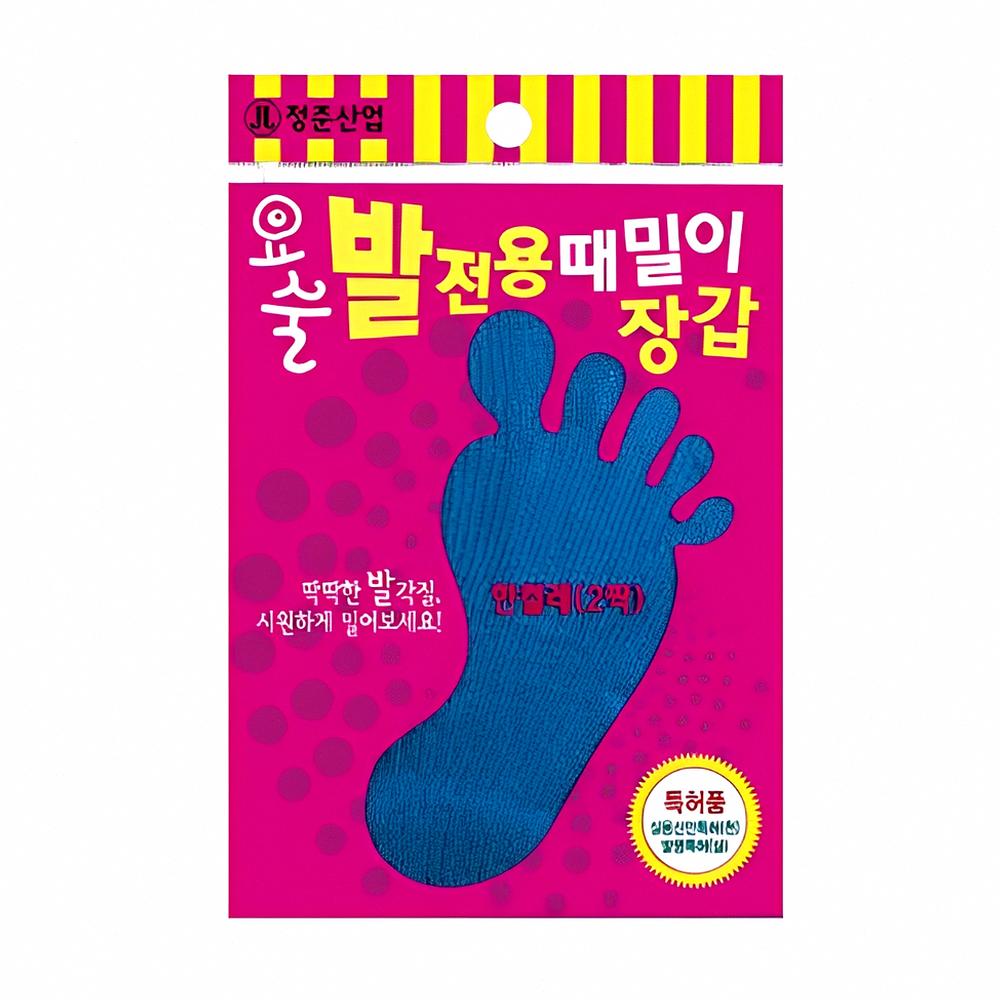 JL 정준산업
요술 발전용 때밀이
장갑
딱딱한 발각질,
시원하게 밀어보세요!
한켤레(2짝)
특허품